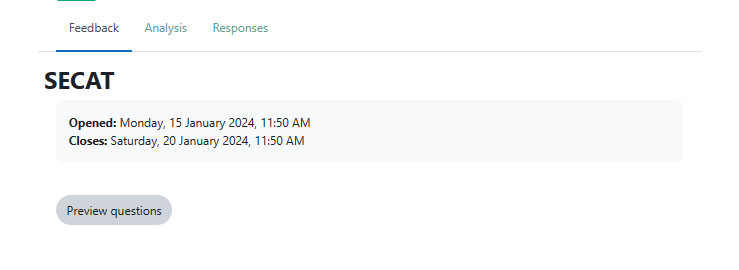 Feedback Analysis Responses
SECAT
Opened: Monday, 15 January 2024, 11:50 AM
Closes: Saturday, 20 January 2024, 11:50 AM
Preview questions